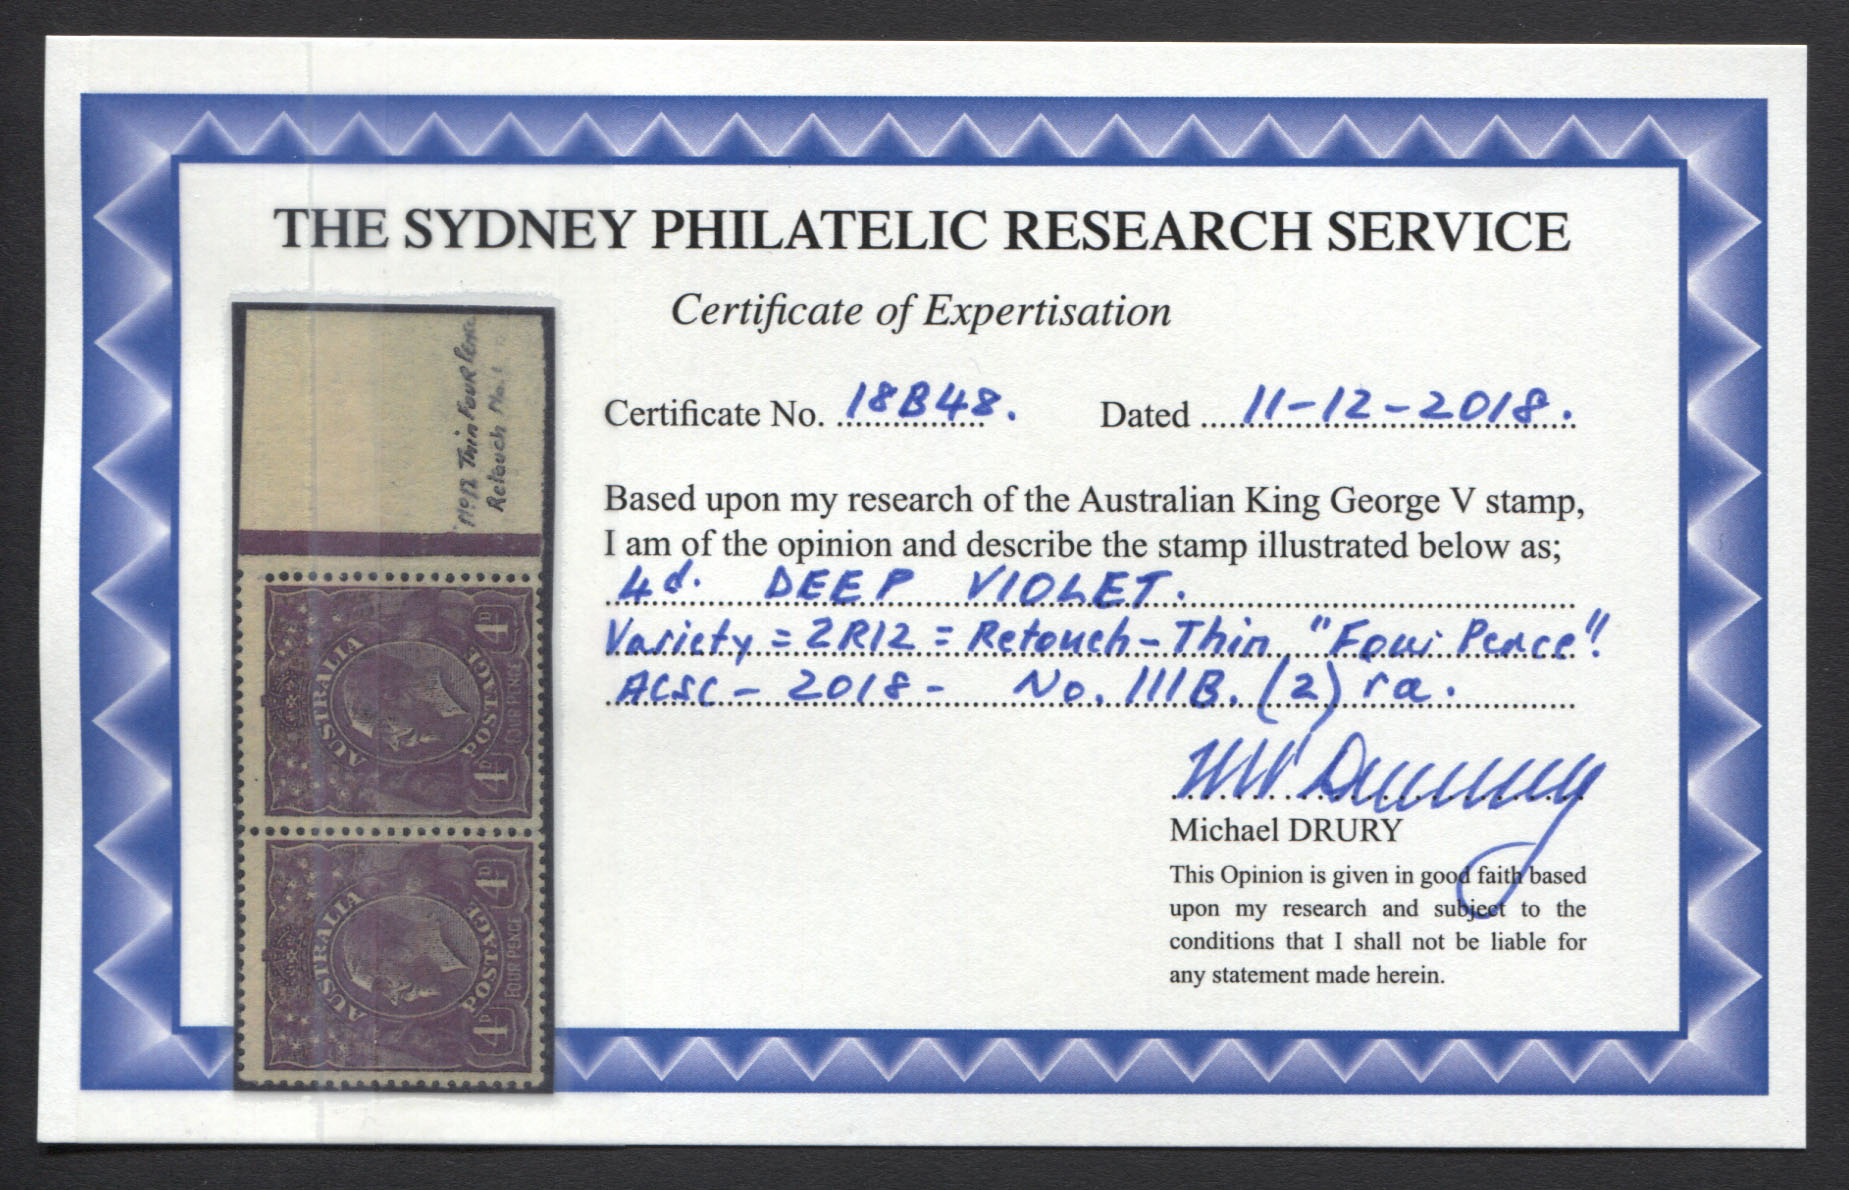 THE SYDNEY PHILATELIC RESEARCH SERVICE
Certificate of Expertisation
Certificate No. 18B48. Dated 11-12-2018.
Based upon my research of the Australian King George V stamp,
I am of the opinion and describe the stamp illustrated below as;
4d. DEEP VIOLET.
Variety = 2R12 = Retouch - Thin "Four Pence"!
ACSC - 2018 - No. 111B.(2) ra.
Michael DRURY
This Opinion is given in good faith based
upon my research and subject to the
conditions that I shall not be liable for
any statement made herein.
Thin Four Pence
Retouch No. 1
AUSTRALIA
POSTAGE
4D
4D
FOUR PENCE
AUSTRALIA
POSTAGE
4D
4D
FOUR PENCE